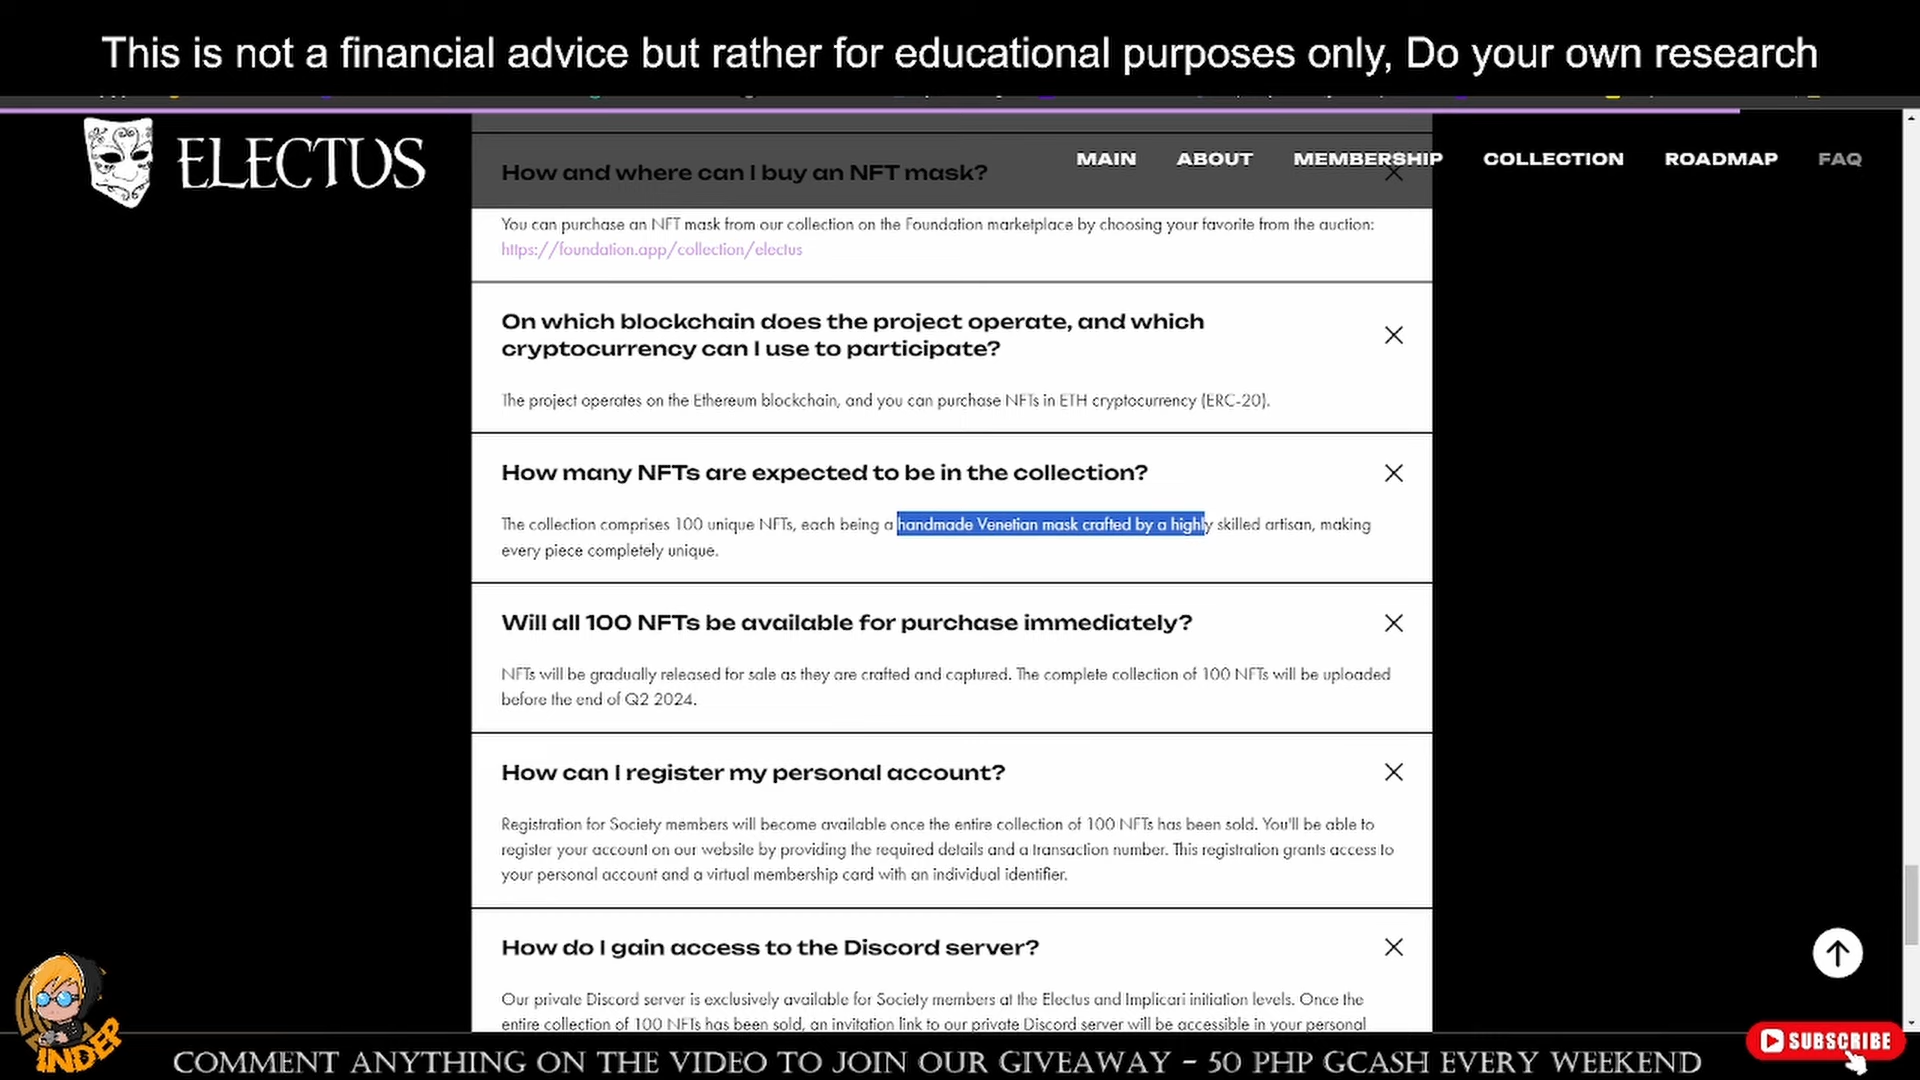 This is not a financial advice but rather for educational purposes only, Do your own research
ELECTUS
MAIN ABOUT MEMBERSHIP COLLECTION ROADMAP FAQ
How and where can I buy an NFT mask?
You can purchase an NFT mask from our collection on the Foundation marketplace by choosing your favorite from the auction:
https://foundation.app/collection/electus
On which blockchain does the project operate, and which
cryptocurrency can I use to participate?
The project operates on the Ethereum blockchain, and you can purchase NFTs in ETH cryptocurrency (ERC-20).
How many NFTs are expected to be in the collection?
The collection comprises 100 unique NFTs, each being a handmade Venetian mask crafted by a highly skilled artisan, making
every piece completely unique.
Will all 100 NFTs be available for purchase immediately?
NFTs will be gradually released for sale as they are crafted and captured. The complete collection of 100 NFTs will be uploaded
before the end of Q2 2024.
How can I register my personal account?
Registration for Society members will become available once the entire collection of 100 NFTs has been sold. You'll be able to
register your account on our website by providing the required details and a transaction number. This registration grants access to
your personal account and a virtual membership card with an individual identifier.
How do I gain access to the Discord server?
Our private Discord server is exclusively available for Society members at the Electus and Implicari initiation levels. Once the
entire collection of 100 NFTs has been sold, an invitation link to our private Discord server will be accessible in your personal
INDEP
COMMENT ANYTHING ON THE VIDEO TO JOIN OUR GIVEAWAY - 50 PHP GCASH EVERY WEEKEND
SUBSCRIBE